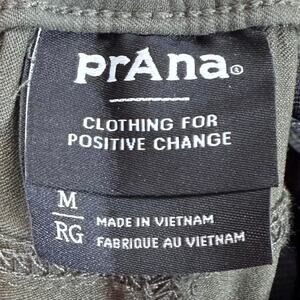 prAna®
CLOTHING FOR
POSITIVE CHANGE
M
RG
MADE IN VIETNAM
FABRIQUE AU VIETNAM